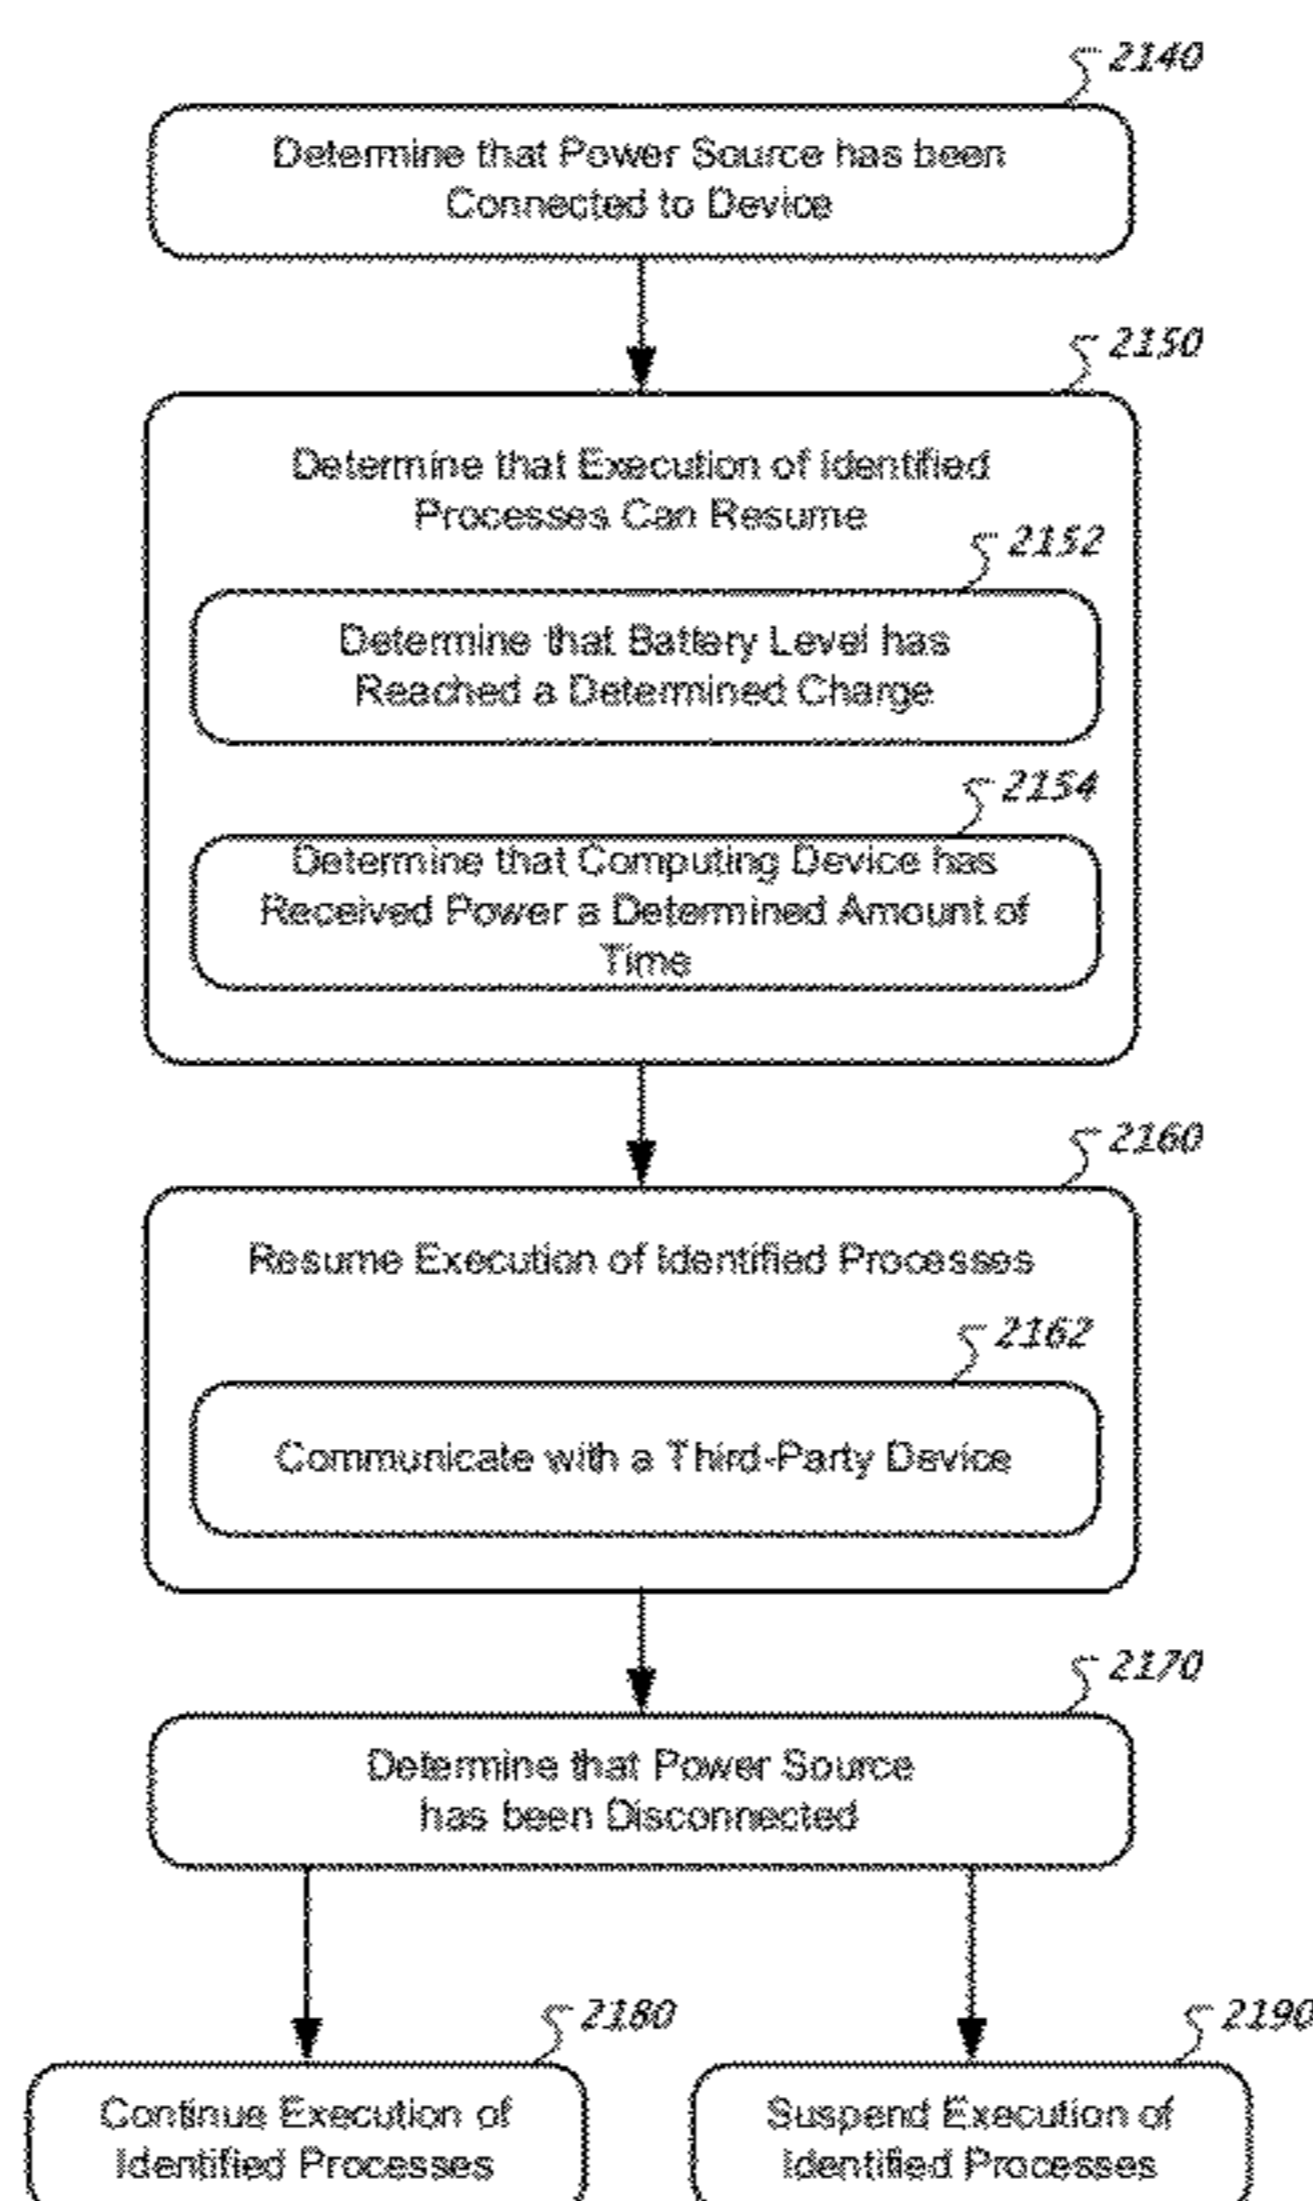 2140
Determine that Power Source has been
Connected to Device
2150
Determine that Execution of Identified
Processes Can Resume
2152
Determine that Battery Level has
Reached a Determined Charge
2154
Determine that Computing Device has
Received Power a Determined Amount of
Time
2160
Resume Execution of Identified Processes
2162
Communicate with a Third-Party Device
2170
Determine that Power Source
has been Disconnected
2180
Continue Execution of
Identified Processes
2190
Suspend Execution of
Identified Processes